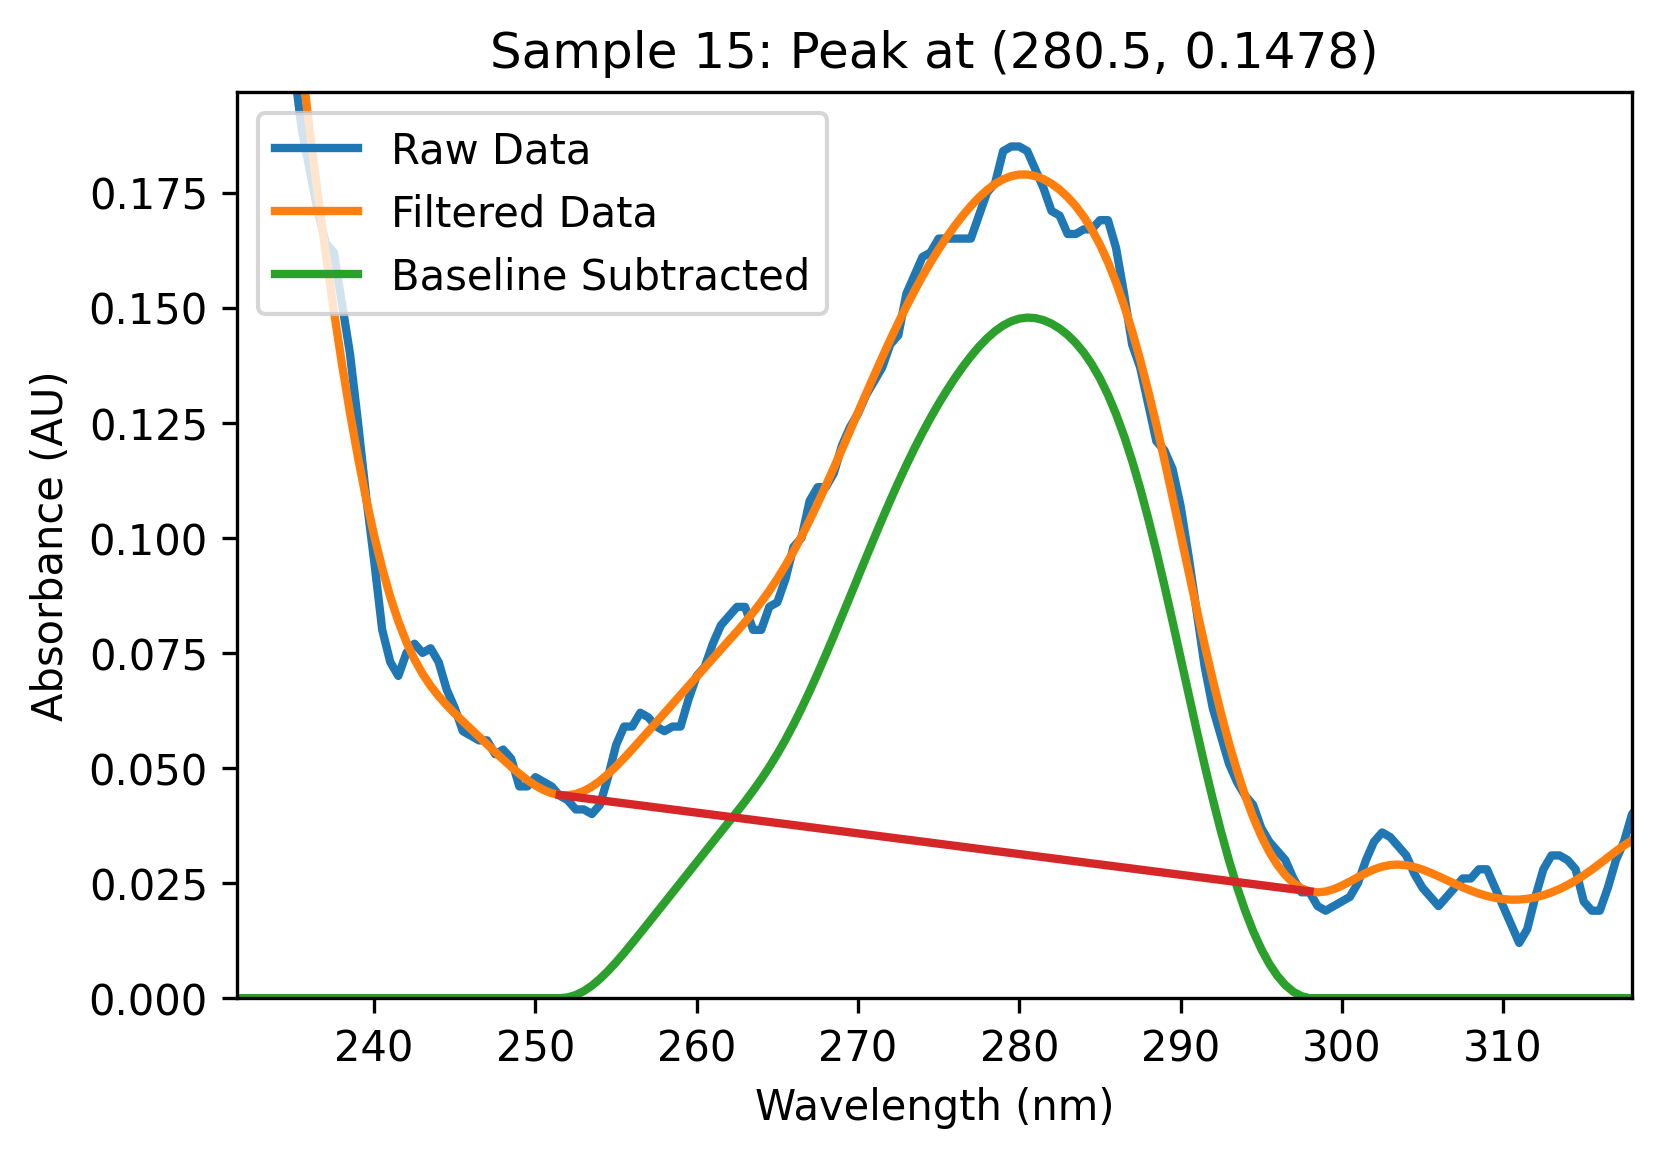 Sample 15: Peak at (280.5, 0.1478)
Raw Data
Filtered Data
Baseline Subtracted
Absorbance (AU)
0.175
0.150
0.125
0.100
0.075
0.050
0.025
0.000
240 250 260 270 280 290 300 310
Wavelength (nm)